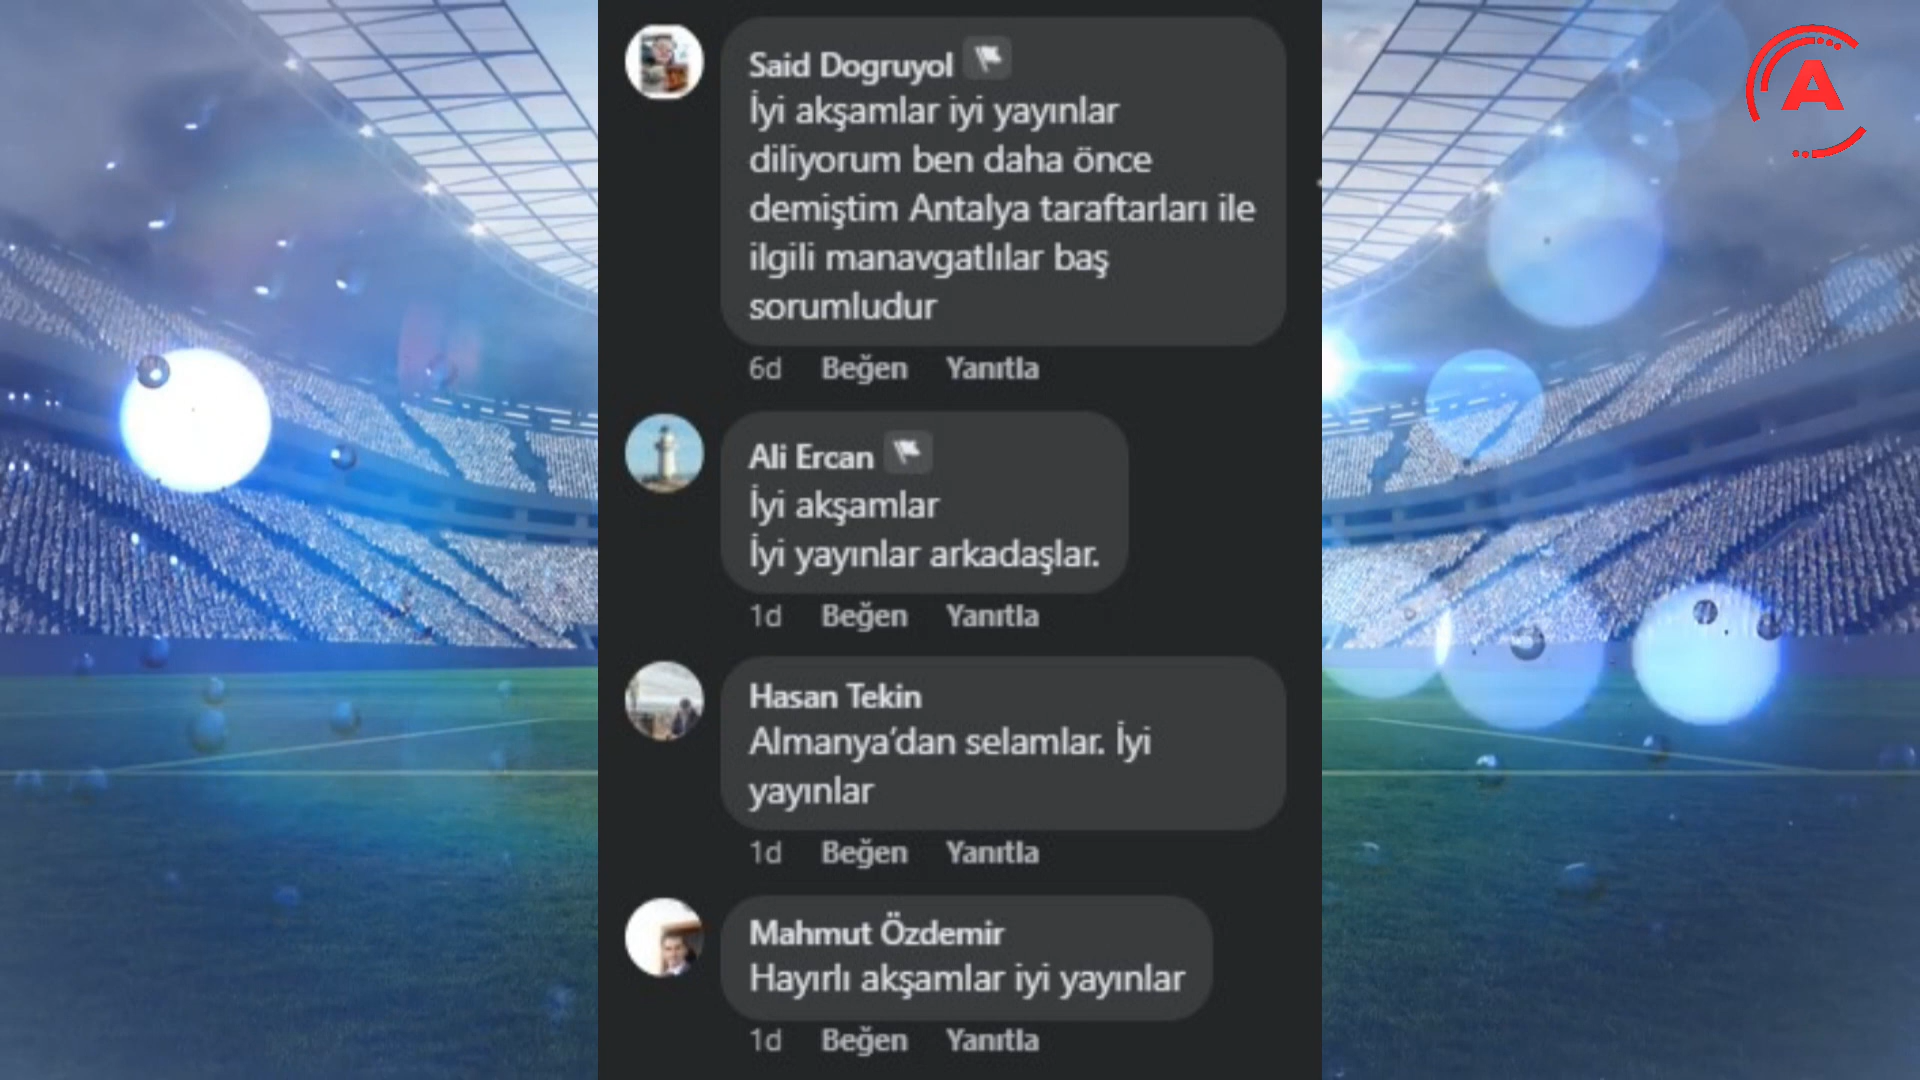 Said Dogruyol
İyi akşamlar iyi yayınlar
diliyorum ben daha önce
demiştim Antalya taraftarları ile
ilgili manavgatlılar baş
sorumludur
6d Beğen Yanıtla
Ali Ercan
İyi akşamlar
İyi yayınlar arkadaşlar.
1d Beğen Yanıtla
Hasan Tekin
Almanya'dan selamlar. İyi
yayınlar
1d Beğen Yanıtla
Mahmut Özdemir
Hayırlı akşamlar iyi yayınlar
1d Beğen Yanıtla
A